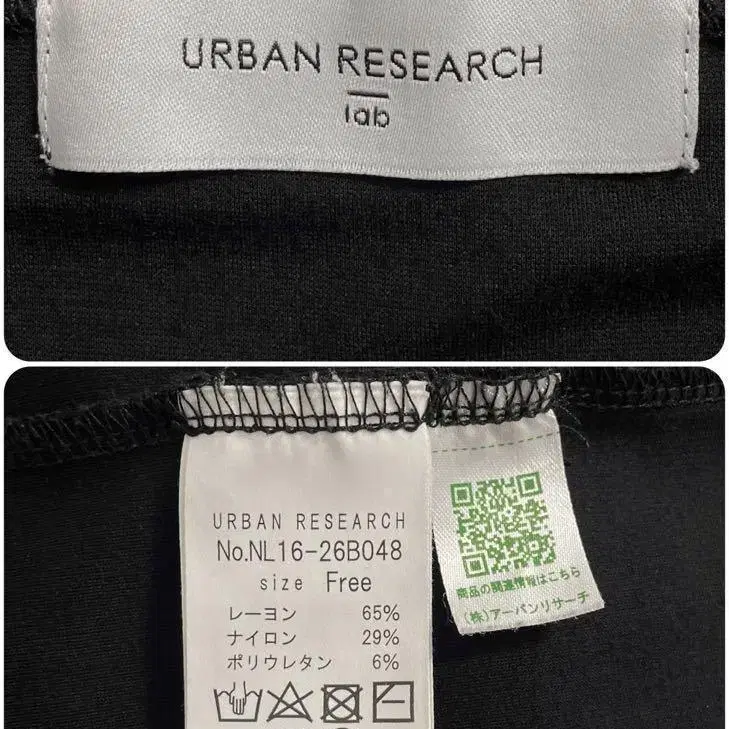 URBAN RESEARCH
lab
URBAN RESEARCH
No.NL16-26B048
size Free
レーヨン 65%
ナイロン 29%
ポリウレタン 6%
商品の関連情報はこちら
(株)アーバンリサーチ